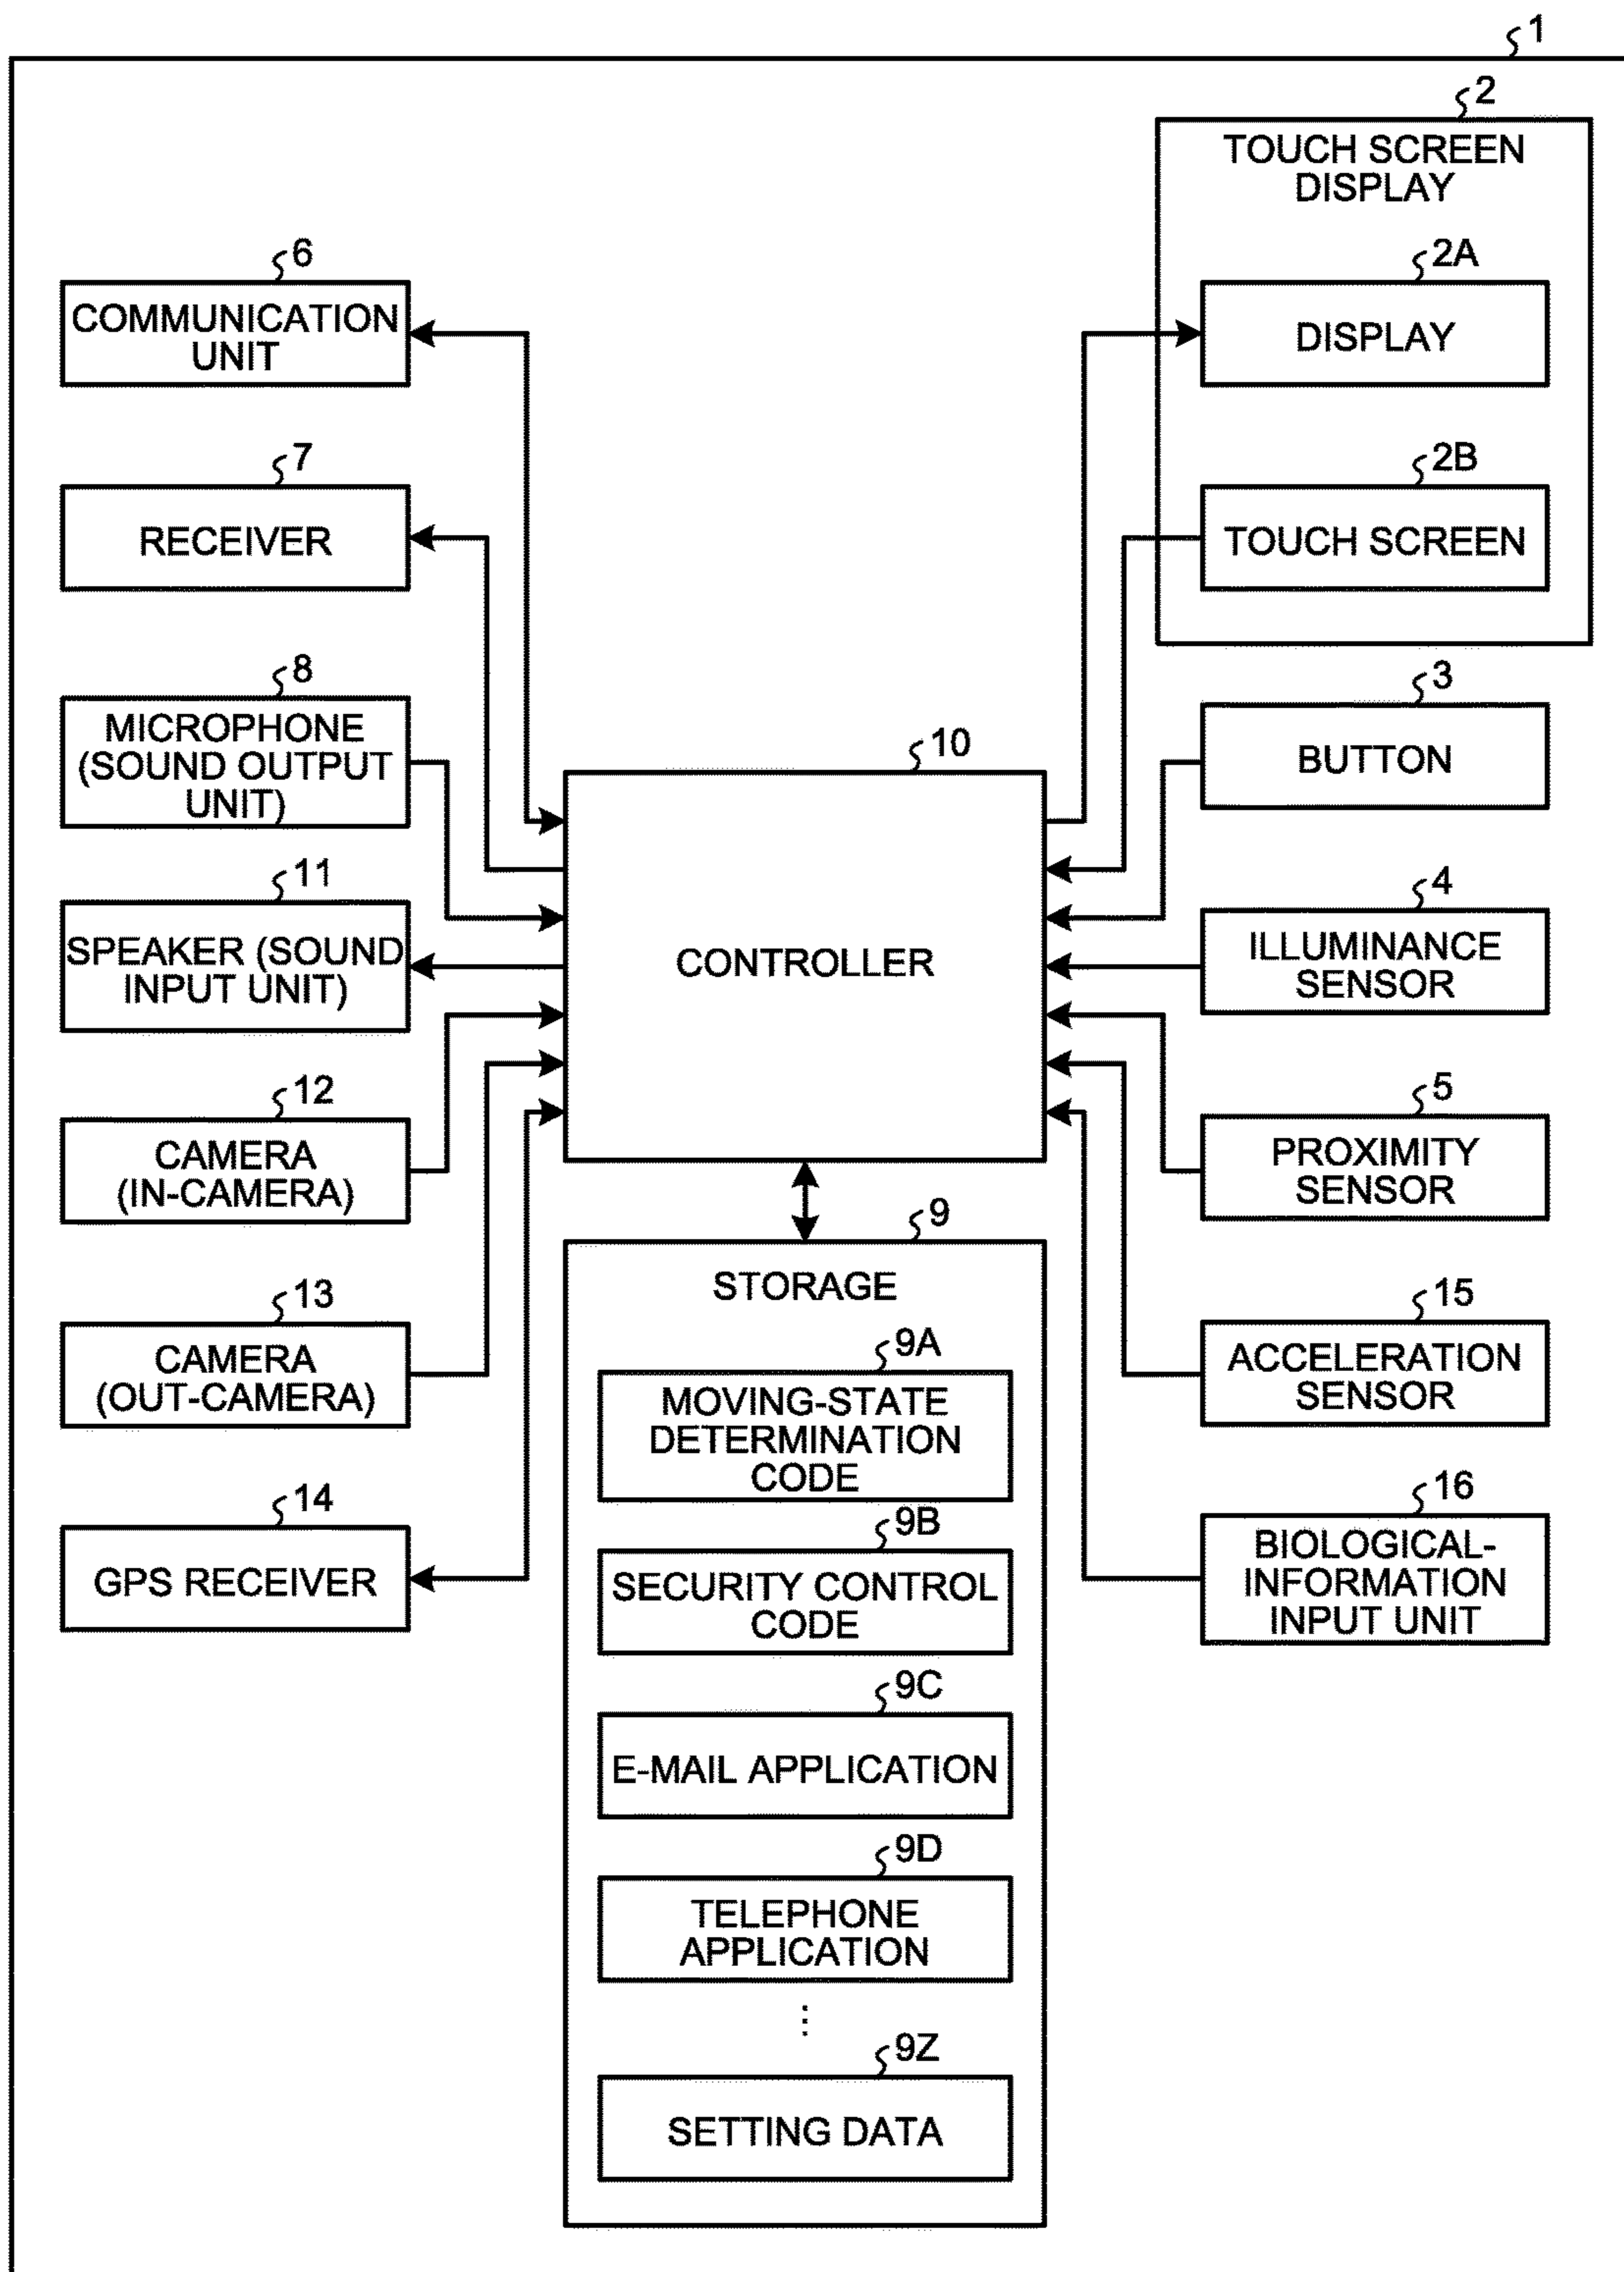 1
2
TOUCH SCREEN
DISPLAY
2A
DISPLAY
2B
TOUCH SCREEN
6
COMMUNICATION
UNIT
7
RECEIVER
8
MICROPHONE
(SOUND OUTPUT
UNIT)
11
SPEAKER (SOUND
INPUT UNIT)
12
CAMERA
(IN-CAMERA)
13
CAMERA
(OUT-CAMERA)
14
GPS RECEIVER
10
CONTROLLER
3
BUTTON
4
ILLUMINANCE
SENSOR
5
PROXIMITY
SENSOR
15
ACCELERATION
SENSOR
16
BIOLOGICAL-
INFORMATION
INPUT UNIT
9
STORAGE
9A
MOVING-STATE
DETERMINATION
CODE
9B
SECURITY CONTROL
CODE
9C
E-MAIL APPLICATION
9D
TELEPHONE
APPLICATION
⋮
9Z
SETTING DATA